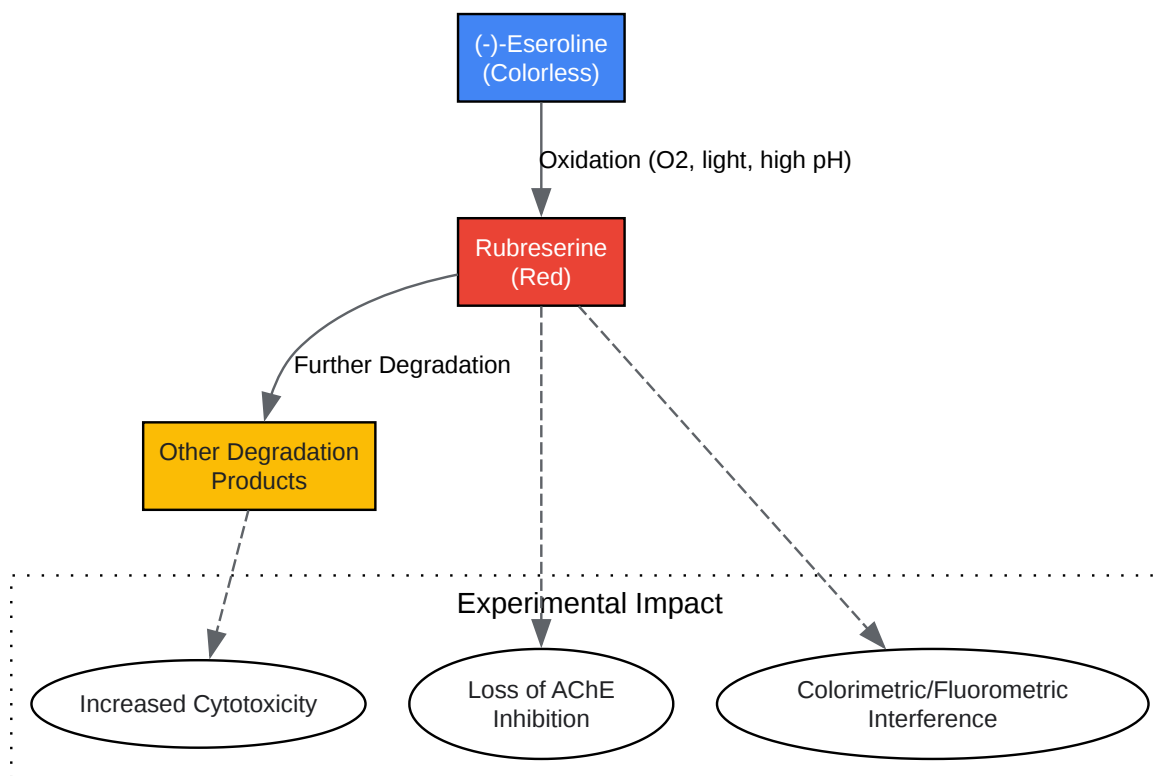 (-)-Eseroline
(Colorless)
Oxidation (O2, light, high pH)
Rubreserine
(Red)
Further Degradation
Other Degradation
Products
Experimental Impact
Increased Cytotoxicity
Loss of AChE
Inhibition
Colorimetric/Fluorometric
Interference